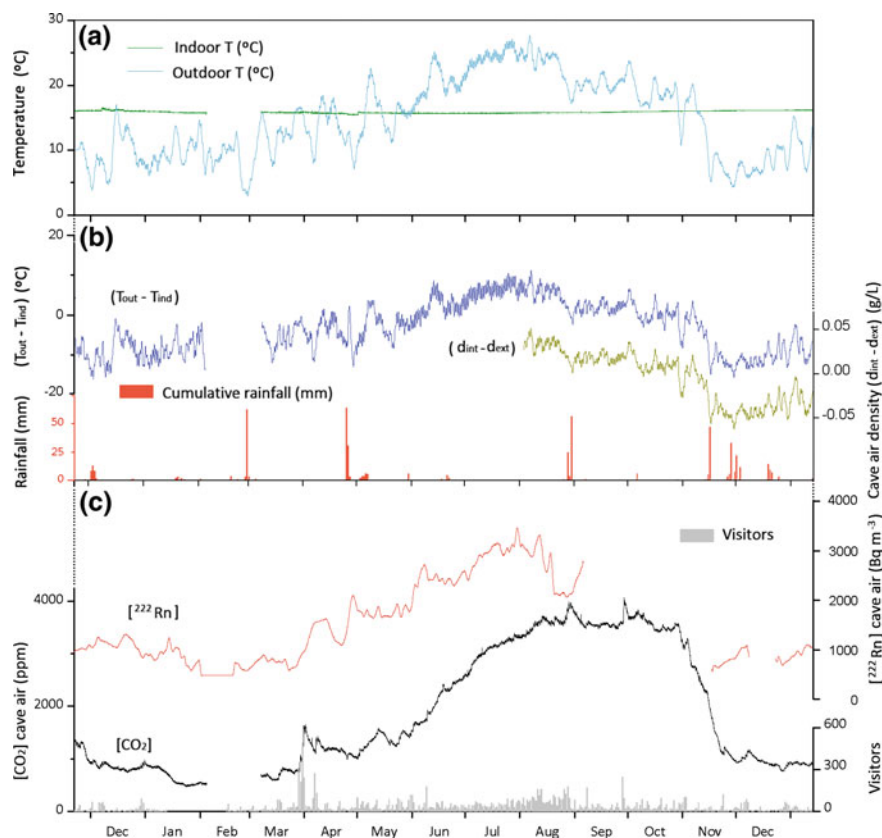 (a)
Indoor T (ºC)
Outdoor T (ºC)
Temperature (ºC)
30
20
10
0
(b)
(Tout - Tind)
(dint - dext)
Cumulative rainfall (mm)
(Tout - Tind) (ºC)
20
10
0
-10
-20
Rainfall (mm)
50
25
0
Cave air density (dint - dext) (g/L)
0.05
0.00
-0.05
(c)
Visitors
[222Rn]
[CO2]
[CO2] cave air (ppm)
4000
2000
0
[222Rn] cave air (Bq m-3)
4000
3000
2000
1000
0
Visitors
600
300
0
Dec Jan Feb Mar Apr May Jun Jul Aug Sep Oct Nov Dec